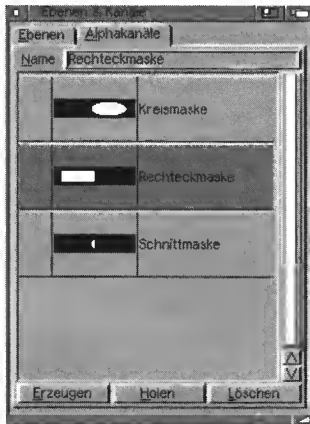 Ebenen & Kanäle
Ebenen Alphakanäle
Name Rechteckmaske
Kreismaske
Rechteckmaske
Schnittmaske
Erzeugen Holen Löschen